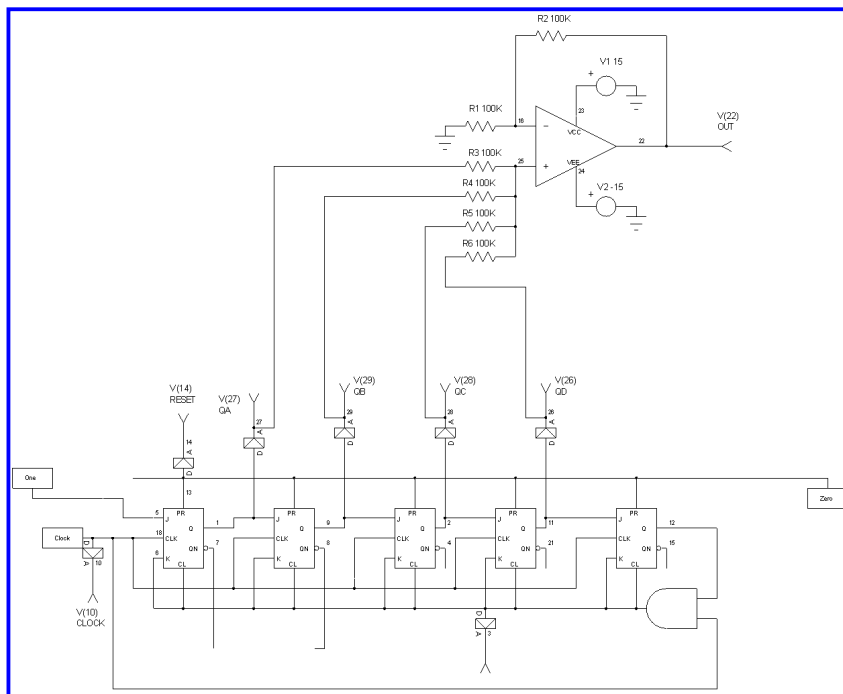 R2 100K
V1 15
23
R1 100K
16
−
VCC
22
V(22)
OUT
R3 100K
25
+
VEE
24
R4 100K
V2 -15
R5 100K
R6 100K
V(14)
RESET
V(27)
QA
V(29)
QB
V(28)
QC
V(26)
QD
27
29
28
26
14
A
D
A
D
A
D
A
D
A
D
One
Zero
13
5
J
PR
Q
1
J
PR
Q
9
J
PR
Q
2
J
PR
Q
11
J
PR
Q
12
Clock
18
CLK
CLK
CLK
CLK
CLK
D
A
10
6
K
QN
7
K
QN
8
K
QN
4
K
QN
21
K
QN
15
CL
CL
CL
CL
CL
V(10)
CLOCK
D
A
3